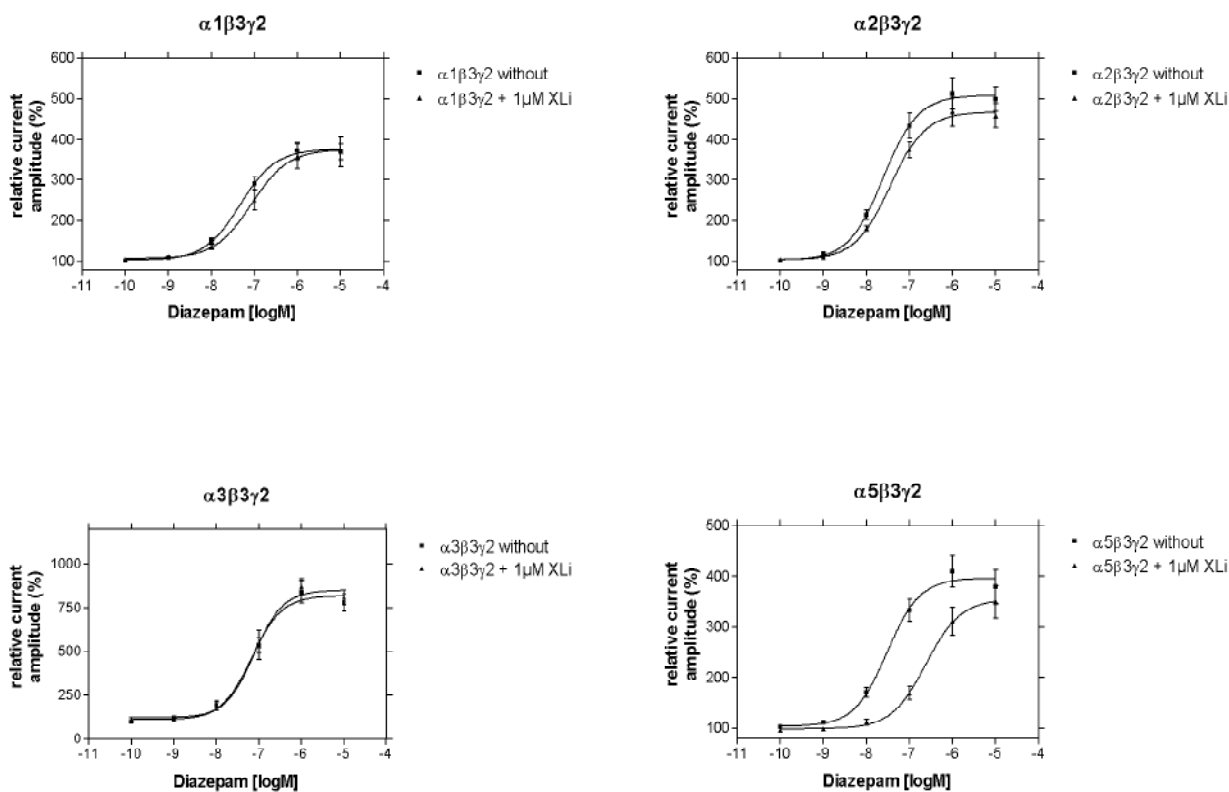 α1β3γ2
600
500
400
300
200
100
-11 -10 -9 -8 -7 -6 -5 -4
relative current
amplitude (%)
Diazepam [logM]
α1β3γ2 without
α1β3γ2 + 1µM XLi
α2β3γ2
600
500
400
300
200
100
-11 -10 -9 -8 -7 -6 -5 -4
relative current
amplitude (%)
Diazepam [logM]
α2β3γ2 without
α2β3γ2 + 1µM XLi
α3β3γ2
1000
750
500
250
0
-11 -10 -9 -8 -7 -6 -5 -4
relative current
amplitude (%)
Diazepam [logM]
α3β3γ2 without
α3β3γ2 + 1µM XLi
α5β3γ2
500
400
300
200
100
-11 -10 -9 -8 -7 -6 -5 -4
relative current
amplitude (%)
Diazepam [logM]
α5β3γ2 without
α5β3γ2 + 1µM XLi